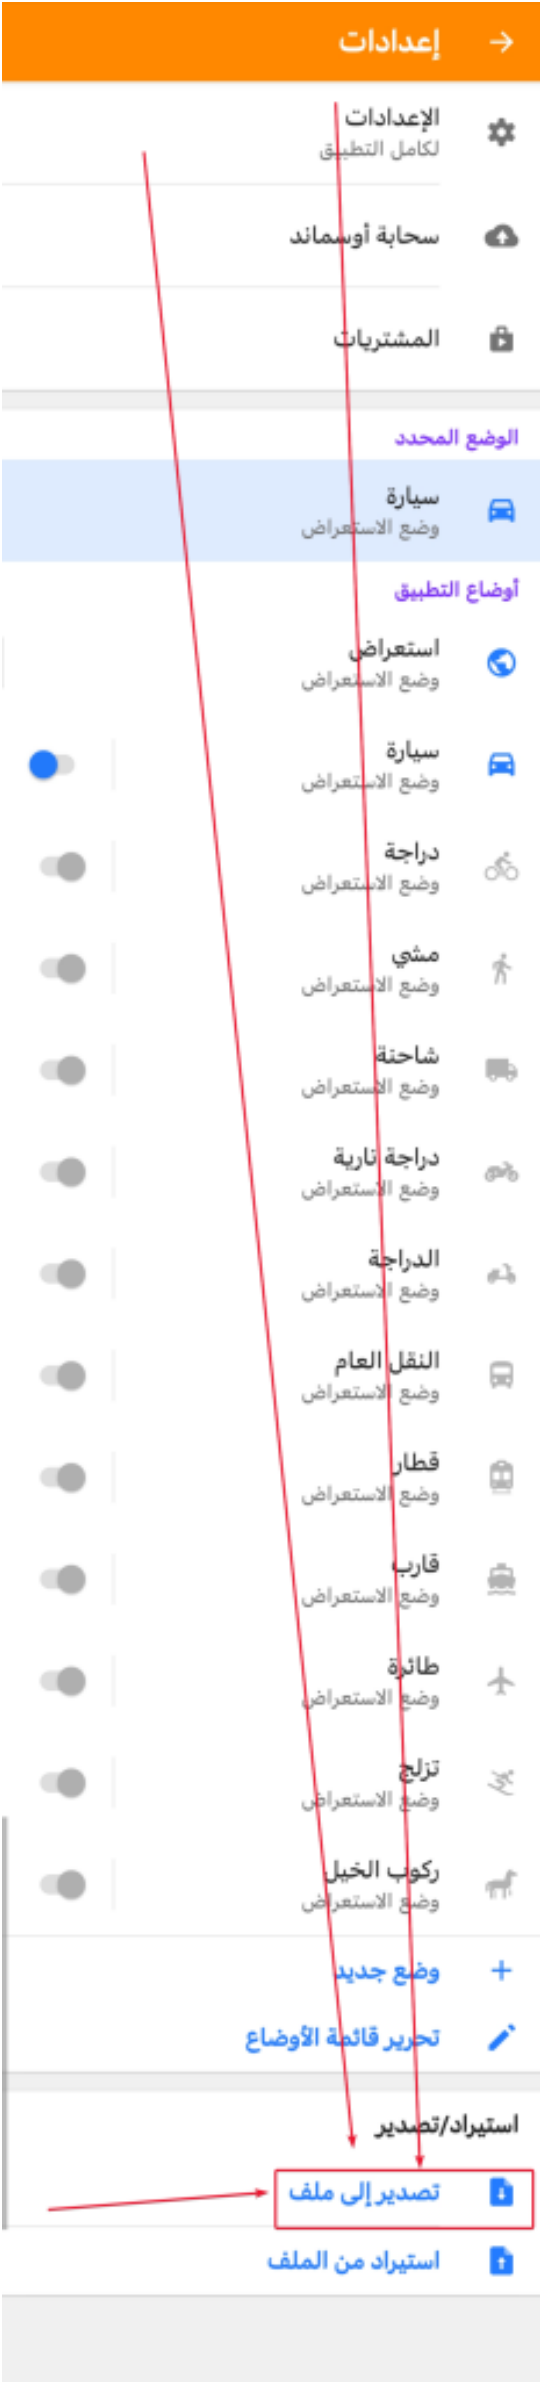 إعدادات
الإعدادات
لكامل التطبيق
سحابة أوسماند
المشتريات
الوضع المحدد
سيارة
وضع الاستعراض
أوضاع التطبيق
استعراض
وضع الاستعراض
سيارة
وضع الاستعراض
دراجة
وضع الاستعراض
مشي
وضع الاستعراض
شاحنة
وضع الاستعراض
دراجة نارية
وضع الاستعراض
الدراجة
وضع الاستعراض
النقل العام
وضع الاستعراض
قطار
وضع الاستعراض
قارب
وضع الاستعراض
طائرة
وضع الاستعراض
تزلج
وضع الاستعراض
ركوب الخيل
وضع الاستعراض
وضع جديد
تحرير قائمة الأوضاع
استيراد/تصدير
تصدير إلى ملف
استيراد من الملف